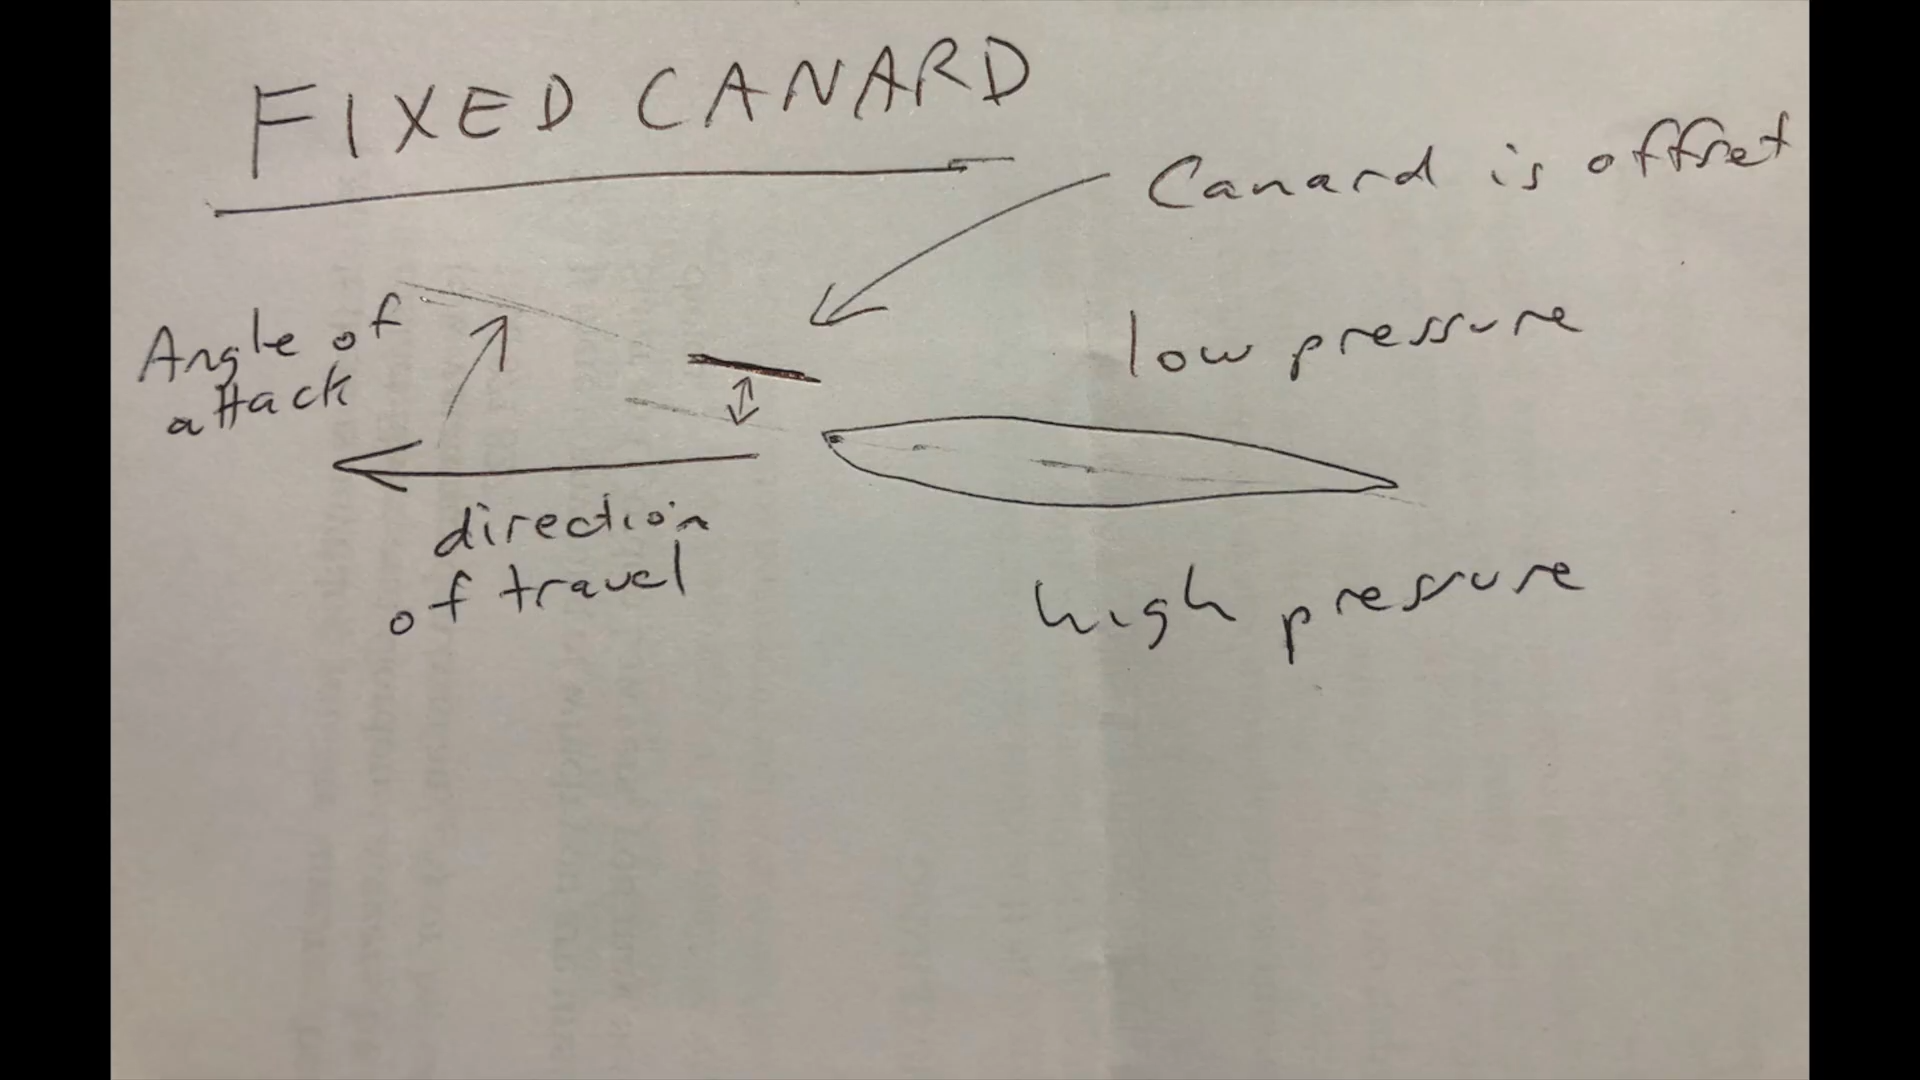 FIXED CANARD
Canard is offset
Angle of
attack
low pressure
direction
of travel
high pressure